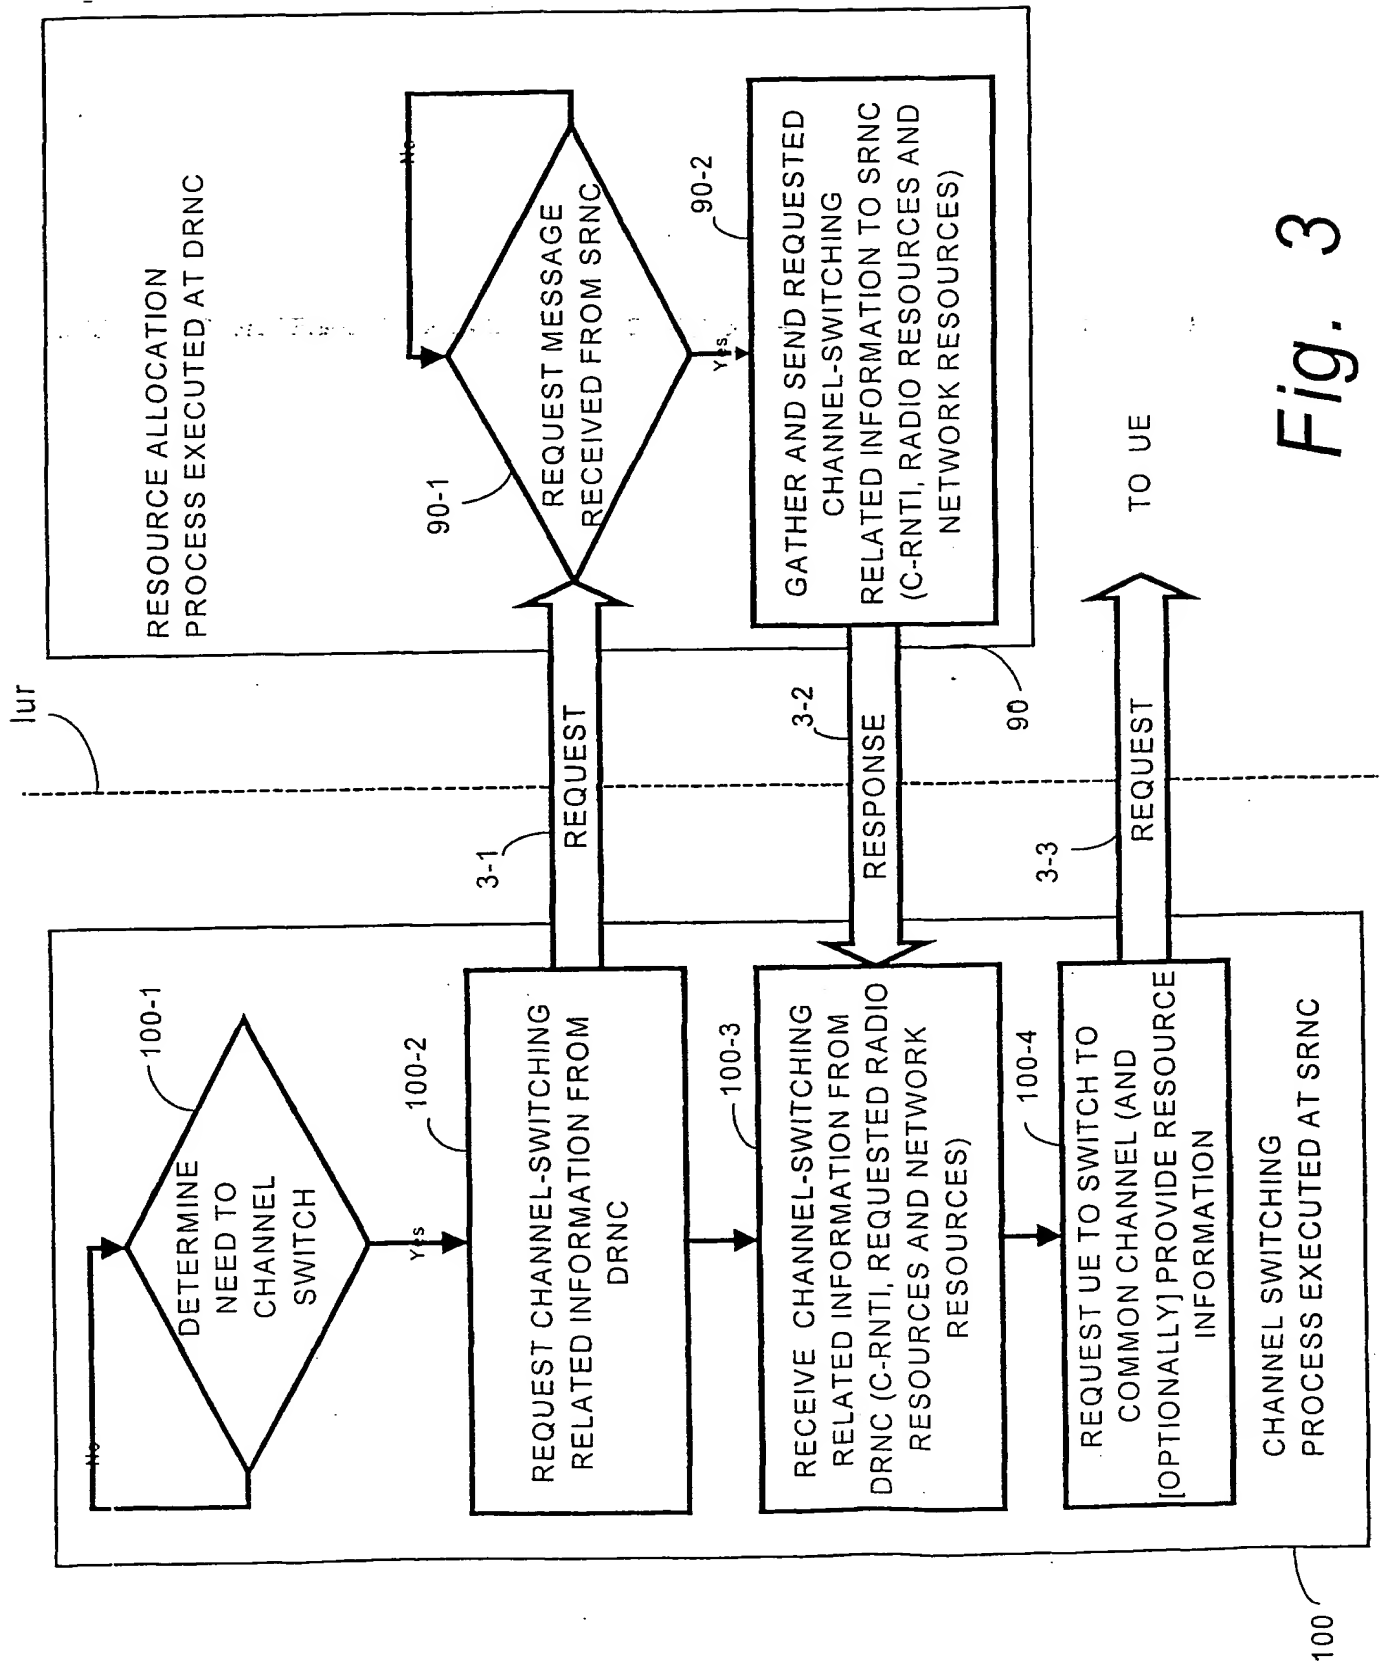 Iur
100-1
DETERMINE
NEED TO
CHANNEL
SWITCH
No
Yes
100-2
REQUEST CHANNEL-SWITCHING
RELATED INFORMATION FROM
DRNC
100-3
RECEIVE CHANNEL-SWITCHING
RELATED INFORMATION FROM
DRNC (C-RNTI, REQUESTED RADIO
RESOURCES AND NETWORK
RESOURCES)
100-4
REQUEST UE TO SWITCH TO
COMMON CHANNEL (AND
[OPTIONALLY] PROVIDE RESOURCE
INFORMATION
CHANNEL SWITCHING
PROCESS EXECUTED AT SRNC
100
3-1
REQUEST
3-2
RESPONSE
3-3
REQUEST
TO UE
RESOURCE ALLOCATION
PROCESS EXECUTED AT DRNC
No
90-1
REQUEST MESSAGE
RECEIVED FROM SRNC
Yes
90-2
GATHER AND SEND REQUESTED
CHANNEL-SWITCHING
RELATED INFORMATION TO SRNC
(C-RNTI, RADIO RESOURCES AND
NETWORK RESOURCES)
90
Fig. 3